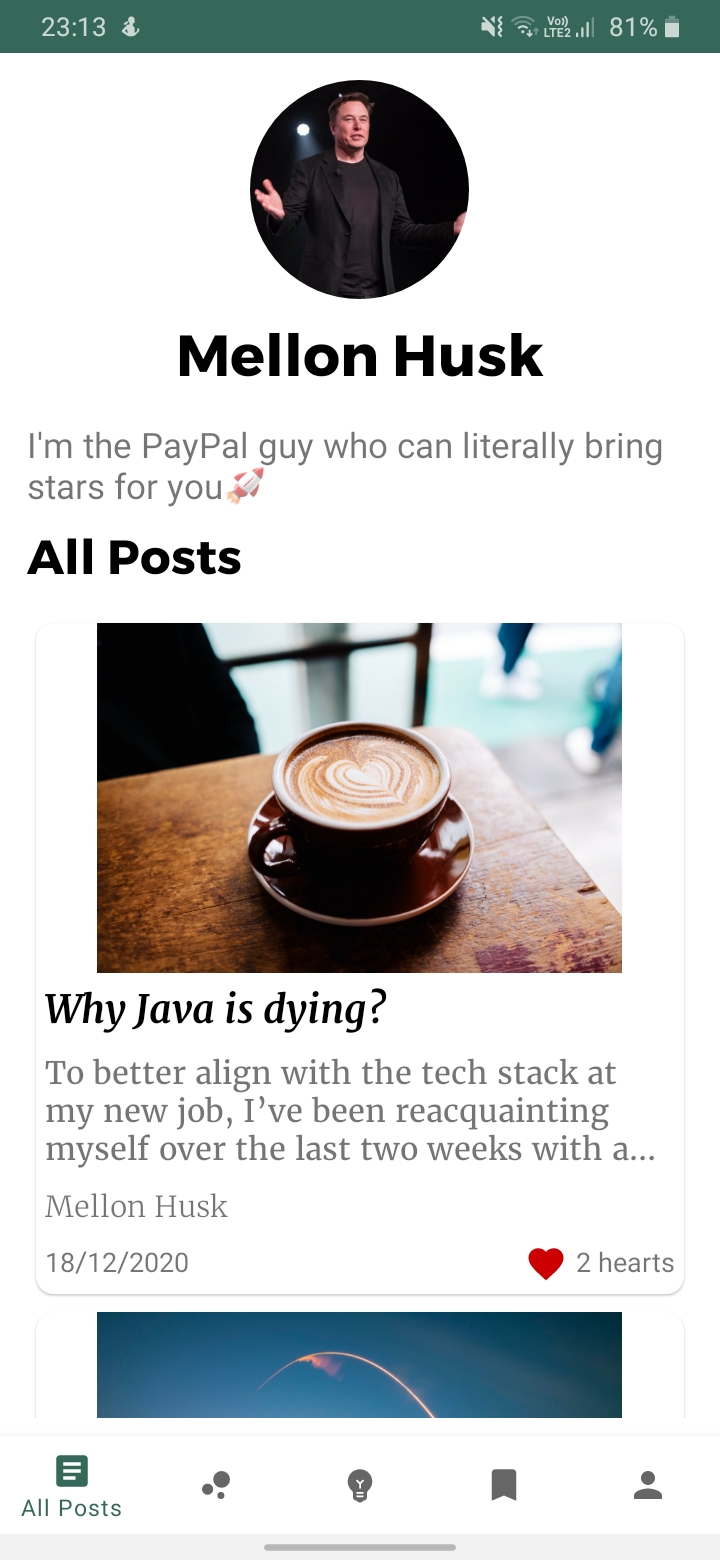 23:13
Vo)) LTE2 81%
Mellon Husk
I'm the PayPal guy who can literally bring
stars for you🚀
All Posts
Why Java is dying?
To better align with the tech stack at
my new job, I’ve been reacquainting
myself over the last two weeks with a...
Mellon Husk
18/12/2020 2 hearts
All Posts